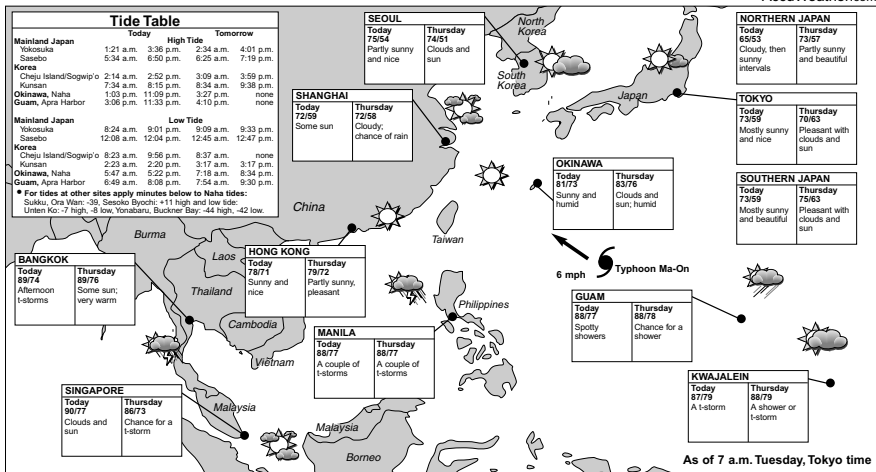 Tide Table
Today Tomorrow
Mainland Japan High Tide
Yokosuka 1:21 a.m. 3:36 p.m. 2:34 a.m. 4:01 p.m.
Sasebo 5:34 a.m. 6:50 p.m. 6:25 a.m. 7:19 p.m.
Korea
Cheju Island/Sogwip'o 2:14 a.m. 2:52 p.m. 3:09 a.m. 3:59 p.m.
Kunsan 7:34 a.m. 8:15 p.m. 8:34 a.m. 9:38 p.m.
Okinawa, Naha 1:03 p.m. 11:09 p.m. 3:27 p.m. none
Guam, Apra Harbor 3:06 p.m. 11:33 p.m. 4:10 p.m. none
Mainland Japan Low Tide
Yokosuka 8:24 a.m. 9:01 p.m. 9:09 a.m. 9:33 p.m.
Sasebo 12:08 a.m. 12:04 p.m. 12:45 a.m. 12:47 p.m.
Korea
Cheju Island/Sogwip'o 8:23 a.m. 9:56 p.m. 8:37 a.m. none
Kunsan 2:23 a.m. 2:20 p.m. 3:17 a.m. 3:17 p.m.
Okinawa, Naha 5:47 a.m. 5:22 p.m. 7:18 a.m. 8:34 p.m.
Guam, Apra Harbor 6:49 a.m. 8:08 p.m. 7:54 a.m. 9:30 p.m.
• For tides at other sites apply minutes below to Naha tides:
Sukku, Ora Wan: -39, Sesoko Byochi: +11 high and low tide:
Unten Ko: -7 high, -8 low, Yonabaru, Buckner Bay: -44 high, -42 low.
SEOUL
Today Thursday
75/54 74/51
Partly sunny Clouds and
and nice sun
North
Korea
South
Korea
Japan
NORTHERN JAPAN
Today Thursday
65/53 73/57
Cloudy, then Partly sunny
sunny and beautiful
intervals
SHANGHAI
Today Thursday
72/59 72/58
Some sun Cloudy;
chance of rain
TOKYO
Today Thursday
73/59 70/63
Mostly sunny Pleasant with
and nice clouds and
sun
OKINAWA
Today Thursday
81/73 83/76
Sunny and Clouds and
humid sun; humid
SOUTHERN JAPAN
Today Thursday
73/59 75/63
Mostly sunny Pleasant with
and beautiful clouds and
sun
China
Taiwan
Burma
Laos
Thailand
Cambodia
Vietnam
HONG KONG
Today Thursday
78/71 79/72
Sunny and Partly sunny,
nice pleasant
6 mph
Typhoon Ma-On
BANGKOK
Today Thursday
89/74 89/76
Afternoon Some sun;
t-storms very warm
Philippines
GUAM
Today Thursday
88/77 88/78
Spotty Chance for a
showers shower
MANILA
Today Thursday
88/77 88/77
A couple of A couple of
t-storms t-storms
KWAJALEIN
Today Thursday
87/79 88/79
A t-storm A shower or
t-storm
SINGAPORE
Today Thursday
90/77 86/73
Clouds and Chance for a
sun t-storm
Malaysia
Malaysia
Borneo
As of 7 a.m. Tuesday, Tokyo time